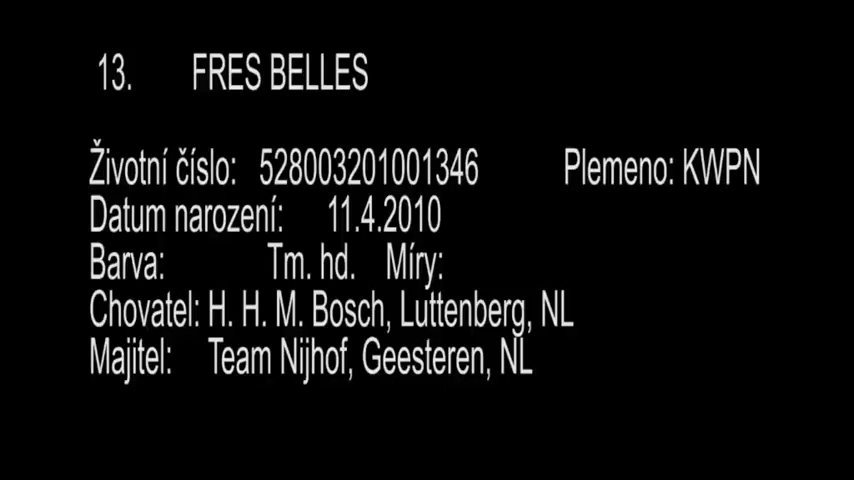 13. FRES BELLES
Životní číslo: 528003201001346 Plemeno: KWPN
Datum narození: 11.4.2010
Barva: Tm. hd. Míry:
Chovatel: H. H. M. Bosch, Luttenberg, NL
Majitel: Team Nijhof, Geesteren, NL